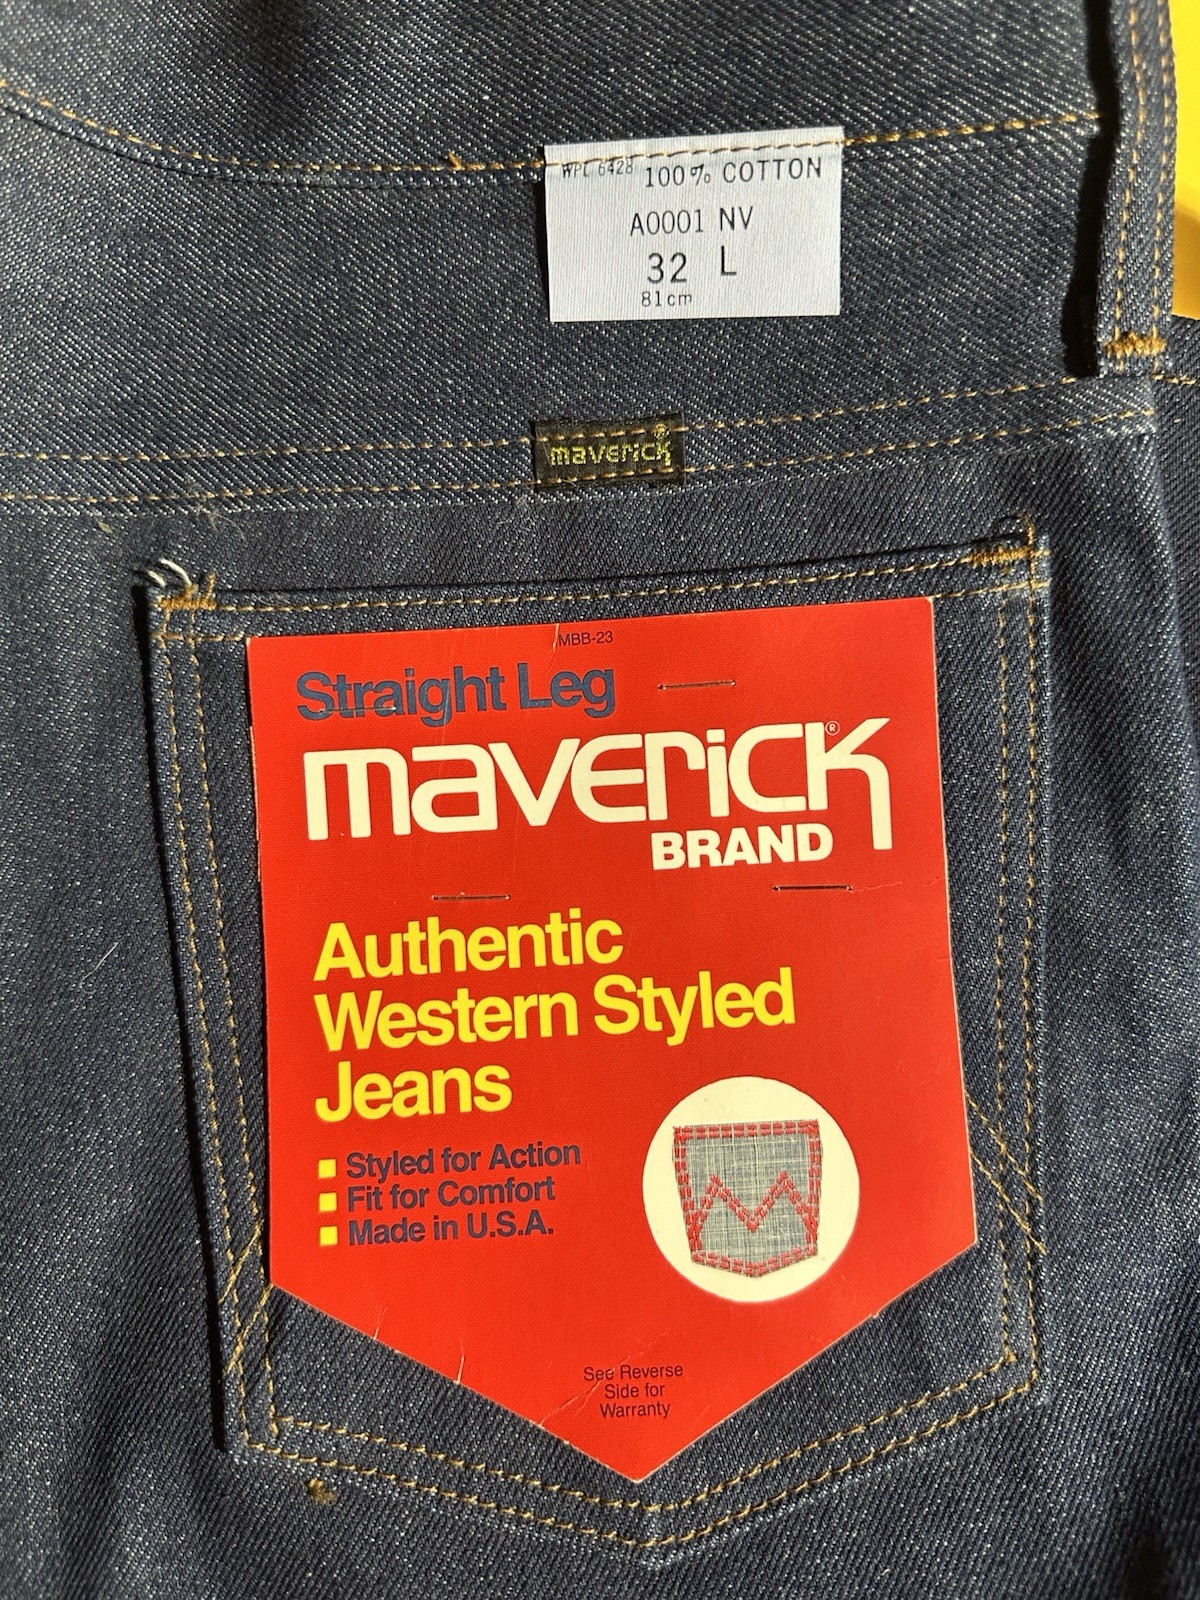 WPL 6428 100% COTTON
A0001 NV
32 L
81cm
maverick®
MBB-23
Straight Leg
maverick®
BRAND
Authentic
Western Styled
Jeans
Styled for Action
Fit for Comfort
Made in U.S.A.
See Reverse
Side for
Warranty